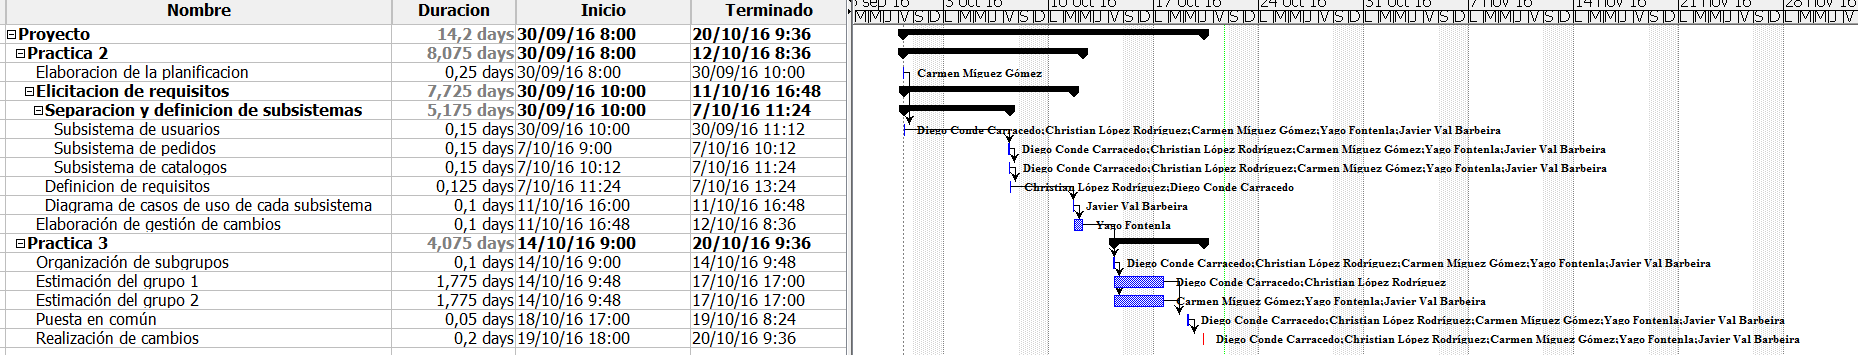 Nombre Duracion Inicio Terminado
3 oct 16 10 oct 16 17 oct 16 24 oct 16 31 oct 16 7 nov 16 14 nov 16 21 nov 16 28 nov 16
Proyecto 14,2 days 30/09/16 8:00 20/10/16 9:36
Practica 2 8,075 days 30/09/16 8:00 12/10/16 8:36
Elaboracion de la planificacion 0,25 days 30/09/16 8:00 30/09/16 10:00 Carmen Míguez Gómez
Elicitacion de requisitos 7,725 days 30/09/16 10:00 11/10/16 16:48
Separacion y definicion de subsistemas 5,175 days 30/09/16 10:00 7/10/16 11:24
Subsistema de usuarios 0,15 days 30/09/16 10:00 30/09/16 11:12 Diego Conde Carracedo;Christian López Rodríguez;Carmen Míguez Gómez;Yago Fontenla;Javier Val Barbeira
Subsistema de pedidos 0,15 days 7/10/16 9:00 7/10/16 10:12 Diego Conde Carracedo;Christian López Rodríguez;Carmen Míguez Gómez;Yago Fontenla;Javier Val Barbeira
Subsistema de catalogos 0,15 days 7/10/16 10:12 7/10/16 11:24 Diego Conde Carracedo;Christian López Rodríguez;Carmen Míguez Gómez;Yago Fontenla;Javier Val Barbeira
Definicion de requisitos 0,125 days 7/10/16 11:24 7/10/16 13:24 Christian López Rodríguez;Diego Conde Carracedo
Diagrama de casos de uso de cada subsistema 0,1 days 11/10/16 16:00 11/10/16 16:48 Javier Val Barbeira
Elaboración de gestión de cambios 0,1 days 11/10/16 16:48 12/10/16 8:36 Yago Fontenla
Practica 3 4,075 days 14/10/16 9:00 20/10/16 9:36
Organización de subgrupos 0,1 days 14/10/16 9:00 14/10/16 9:48 Diego Conde Carracedo;Christian López Rodríguez;Carmen Míguez Gómez;Yago Fontenla;Javier Val Barbeira
Estimación del grupo 1 1,775 days 14/10/16 9:48 17/10/16 17:00 Diego Conde Carracedo;Christian López Rodríguez
Estimación del grupo 2 1,775 days 14/10/16 9:48 17/10/16 17:00 Carmen Míguez Gómez;Yago Fontenla;Javier Val Barbeira
Puesta en común 0,05 days 18/10/16 17:00 19/10/16 8:24 Diego Conde Carracedo;Christian López Rodríguez;Carmen Míguez Gómez;Yago Fontenla;Javier Val Barbeira
Realización de cambios 0,2 days 19/10/16 18:00 20/10/16 9:36 Diego Conde Carracedo;Christian López Rodríguez;Carmen Míguez Gómez;Yago Fontenla;Javier Val Barbeira